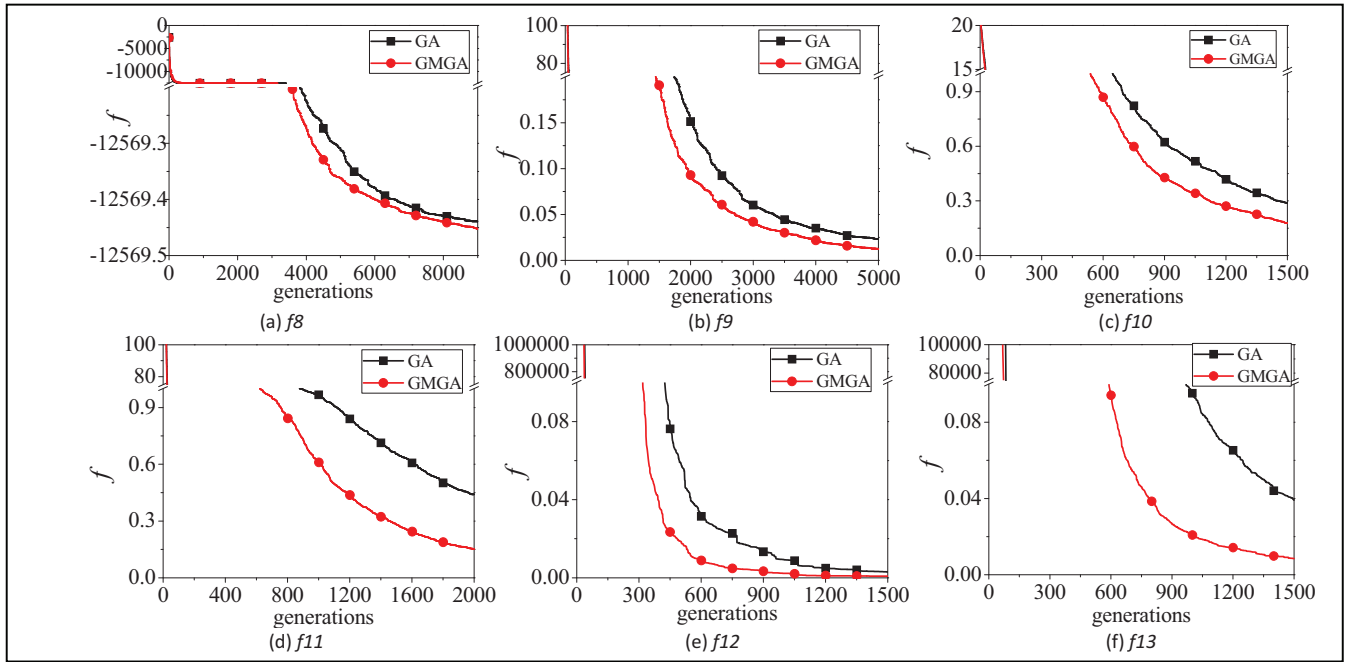 0
-5000
-10000
-12569.3
-12569.4
-12569.5
f
GA
GMGA
0 2000 4000 6000 8000
generations
(a) f8
100
80
0.15
0.10
0.05
0.00
f
GA
GMGA
0 1000 2000 3000 4000 5000
generations
(b) f9
20
15
0.9
0.6
0.3
0.0
f
GA
GMGA
0 300 600 900 1200 1500
generations
(c) f10
100
80
0.9
0.6
0.3
0.0
f
GA
GMGA
0 400 800 1200 1600 2000
generations
(d) f11
1000000
800000
0.08
0.04
0.00
f
GA
GMGA
300 600 900 1200 1500
generations
(e) f12
1000000
80000
0.08
0.04
0.00
f
GA
GMGA
0 300 600 900 1200 1500
generations
(f) f13